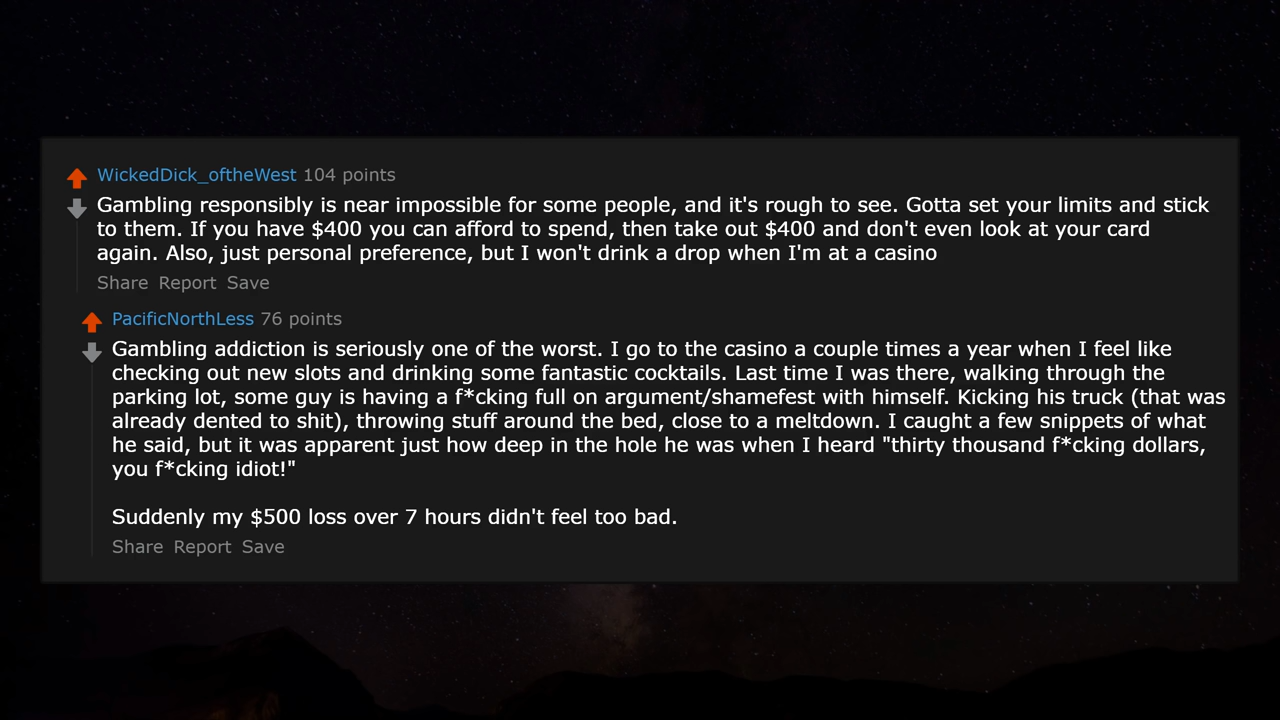 WickedDick_oftheWest 104 points
Gambling responsibly is near impossible for some people, and it's rough to see. Gotta set your limits and stick
to them. If you have $400 you can afford to spend, then take out $400 and don't even look at your card
again. Also, just personal preference, but I won't drink a drop when I'm at a casino
Share Report Save
PacificNorthLess 76 points
Gambling addiction is seriously one of the worst. I go to the casino a couple times a year when I feel like
checking out new slots and drinking some fantastic cocktails. Last time I was there, walking through the
parking lot, some guy is having a f*cking full on argument/shamefest with himself. Kicking his truck (that was
already dented to shit), throwing stuff around the bed, close to a meltdown. I caught a few snippets of what
he said, but it was apparent just how deep in the hole he was when I heard "thirty thousand f*cking dollars,
you f*cking idiot!"
Suddenly my $500 loss over 7 hours didn't feel too bad.
Share Report Save